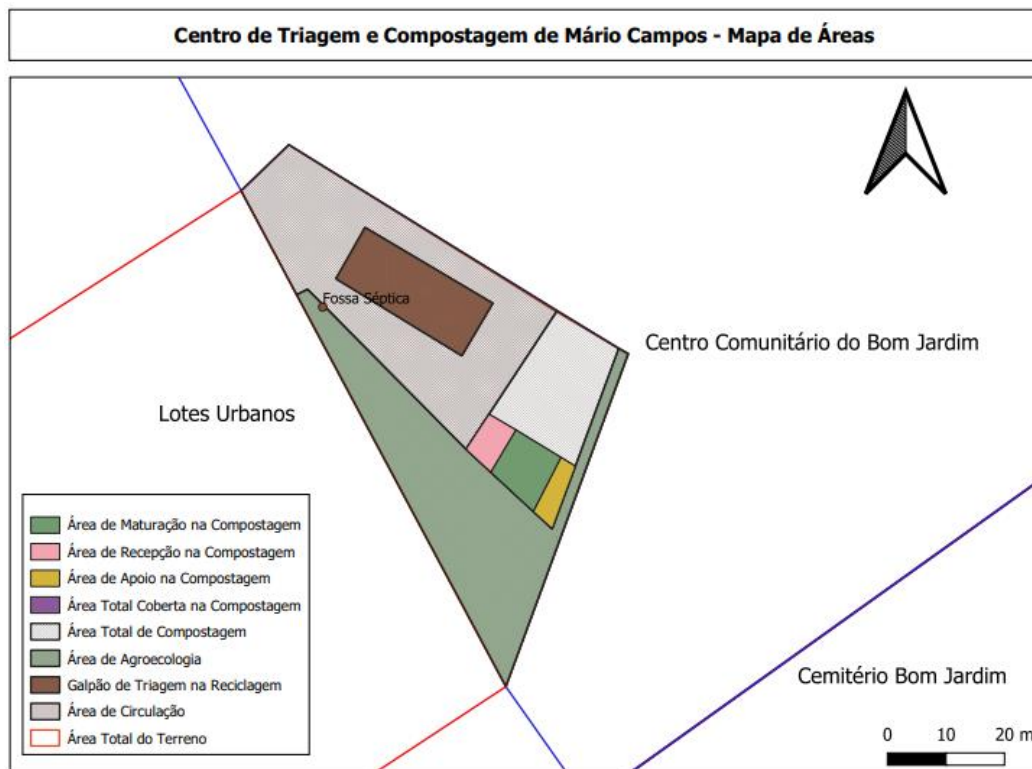 Centro de Triagem e Compostagem de Mário Campos - Mapa de Áreas
Fossa Séptica
Centro Comunitário do Bom Jardim
Lotes Urbanos
Área de Maturação na Compostagem
Área de Recepção na Compostagem
Área de Apoio na Compostagem
Área Total Coberta na Compostagem
Área Total de Compostagem
Área de Agroecologia
Galpão de Triagem na Reciclagem
Área de Circulação
Área Total do Terreno
Cemitério Bom Jardim
0 10 20 m